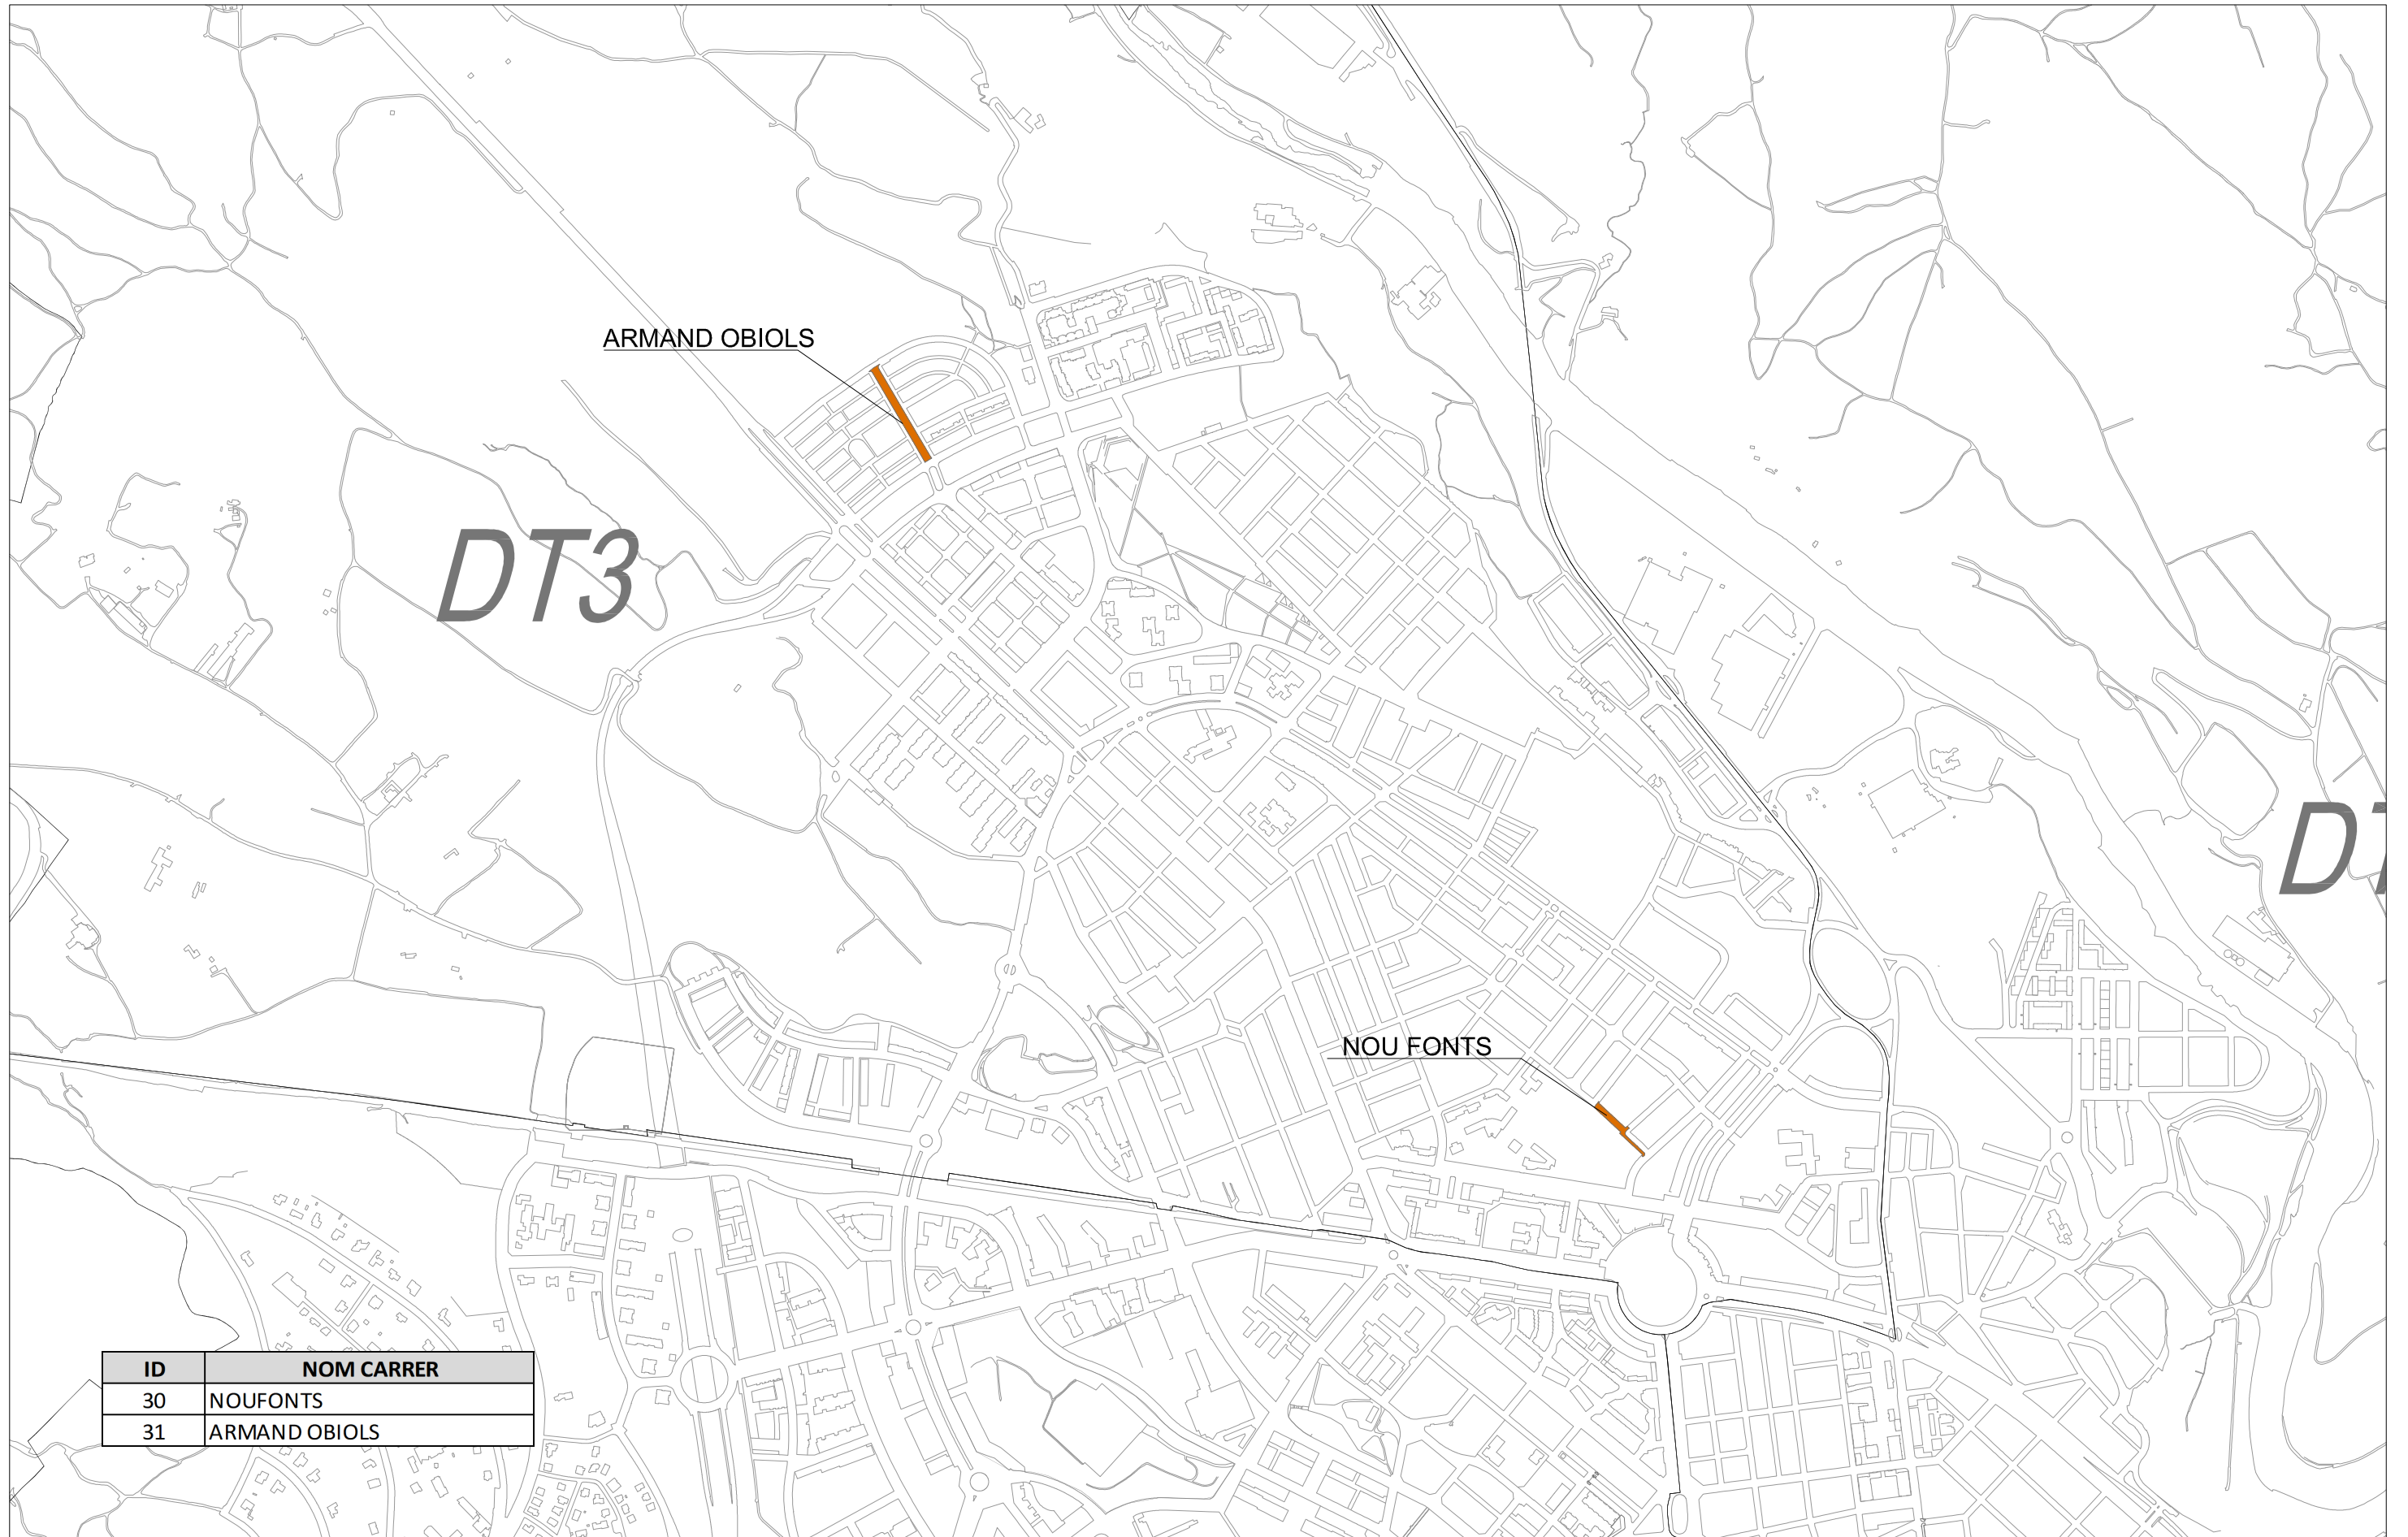 ARMAND OBIOLS
DT3
DT
NOU FONTS
ID NOM CARRER
30 NOUFONTS
31 ARMAND OBIOLS